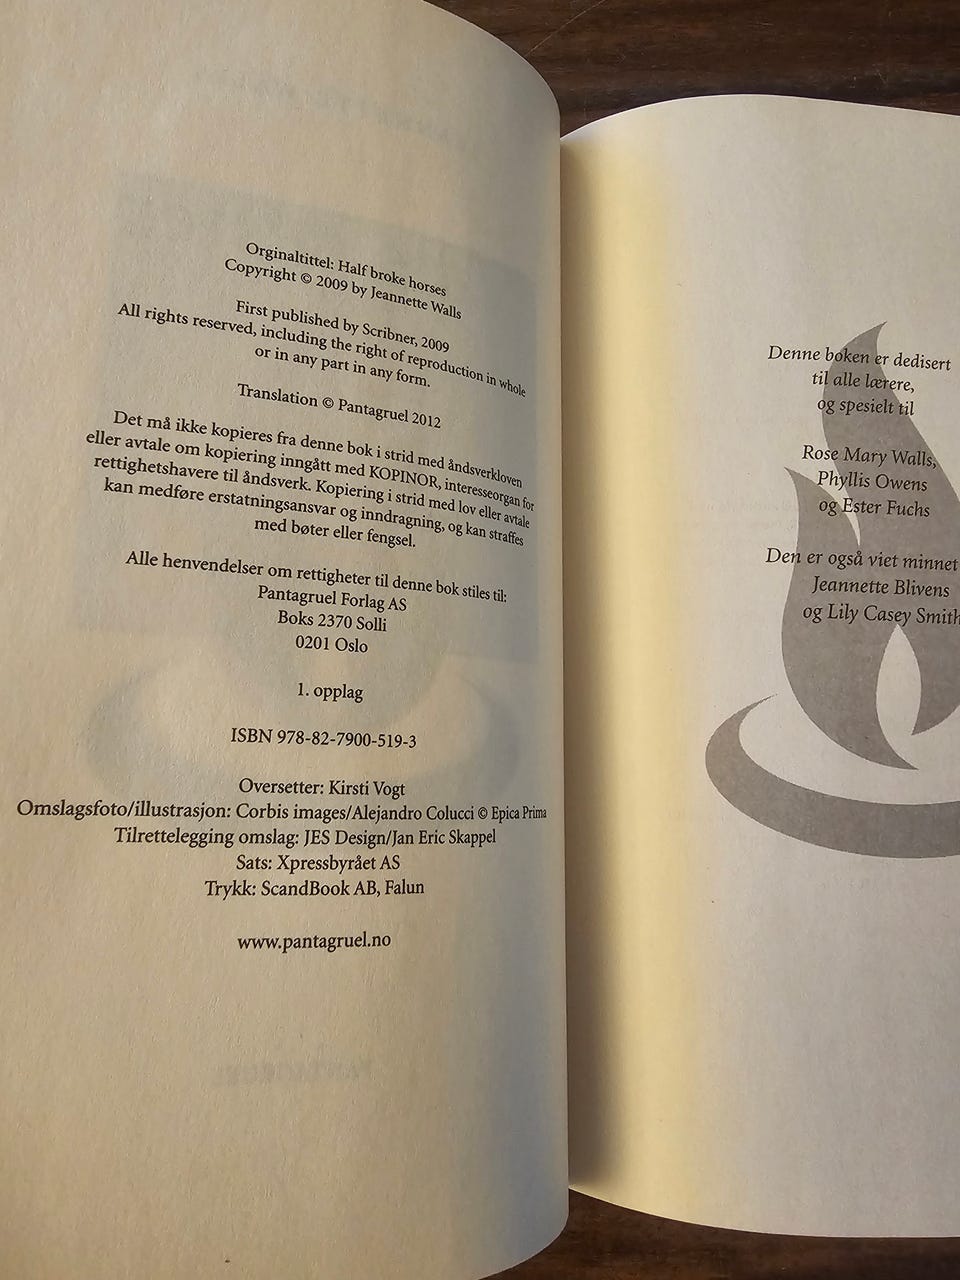 Orginaltittel: Half broke horses
Copyright © 2009 by Jeannette Walls
First published by Scribner, 2009
All rights reserved, including the right of reproduction in whole
or in any part in any form.
Translation © Pantagruel 2012
Det må ikke kopieres fra denne bok i strid med åndsverkloven
eller avtale om kopiering inngått med KOPINOR, interesseorgan for
rettighetshavere til åndsverk. Kopiering i strid med lov eller avtale
kan medføre erstatningsansvar og inndragning, og kan straffes
med bøter eller fengsel.
Alle henvendelser om rettigheter til denne bok stiles til:
Pantagruel Forlag AS
Boks 2370 Solli
0201 Oslo
1. opplag
ISBN 978-82-7900-519-3
Oversetter: Kirsti Vogt
Omslagsfoto/illustrasjon: Corbis images/Alejandro Colucci © Epica Prima
Tilrettelegging omslag: JES Design/Jan Eric Skappel
Sats: Xpressbyrået AS
Trykk: ScandBook AB, Falun
www.pantagruel.no
Denne boken er dedisert
til alle lærere,
og spesielt til
Rose Mary Walls,
Phyllis Owens
og Ester Fuchs
Den er også viet minnet
Jeannette Blivens
og Lily Casey Smith